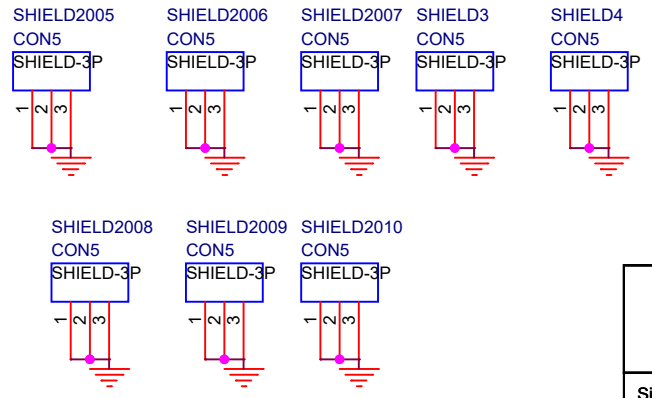 SHIELD2005 SHIELD2006 SHIELD2007 SHIELD3 SHIELD4
CON5 CON5 CON5 CON5 CON5
SHIELD-3P SHIELD-3P SHIELD-3P SHIELD-3P SHIELD-3P
1 2 3 1 2 3 1 2 3 1 2 3 1 2 3
SHIELD2008 SHIELD2009 SHIELD2010
CON5 CON5 CON5
SHIELD-3P SHIELD-3P SHIELD-3P
1 2 3 1 2 3 1 2 3